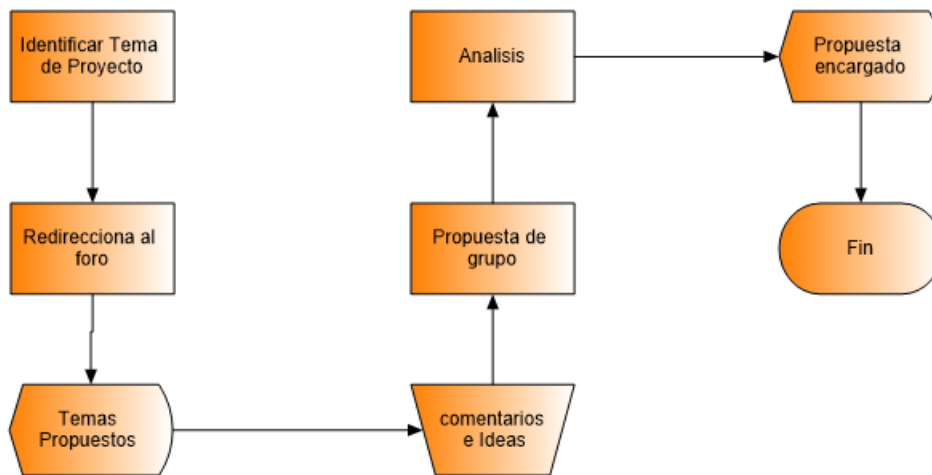 Identificar Tema
de Proyecto
Redirecciona al
foro
Temas
Propuestos
comentarios
e Ideas
Propuesta de
grupo
Analisis
Propuesta
encargado
Fin